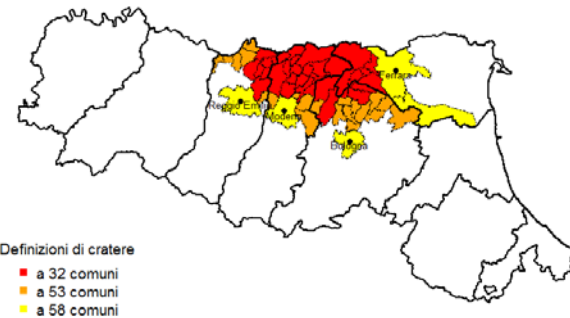 Ferrara
Reggio Emilia
Modena
Bologna
Definizioni di cratere
a 32 comuni
a 53 comuni
a 58 comuni